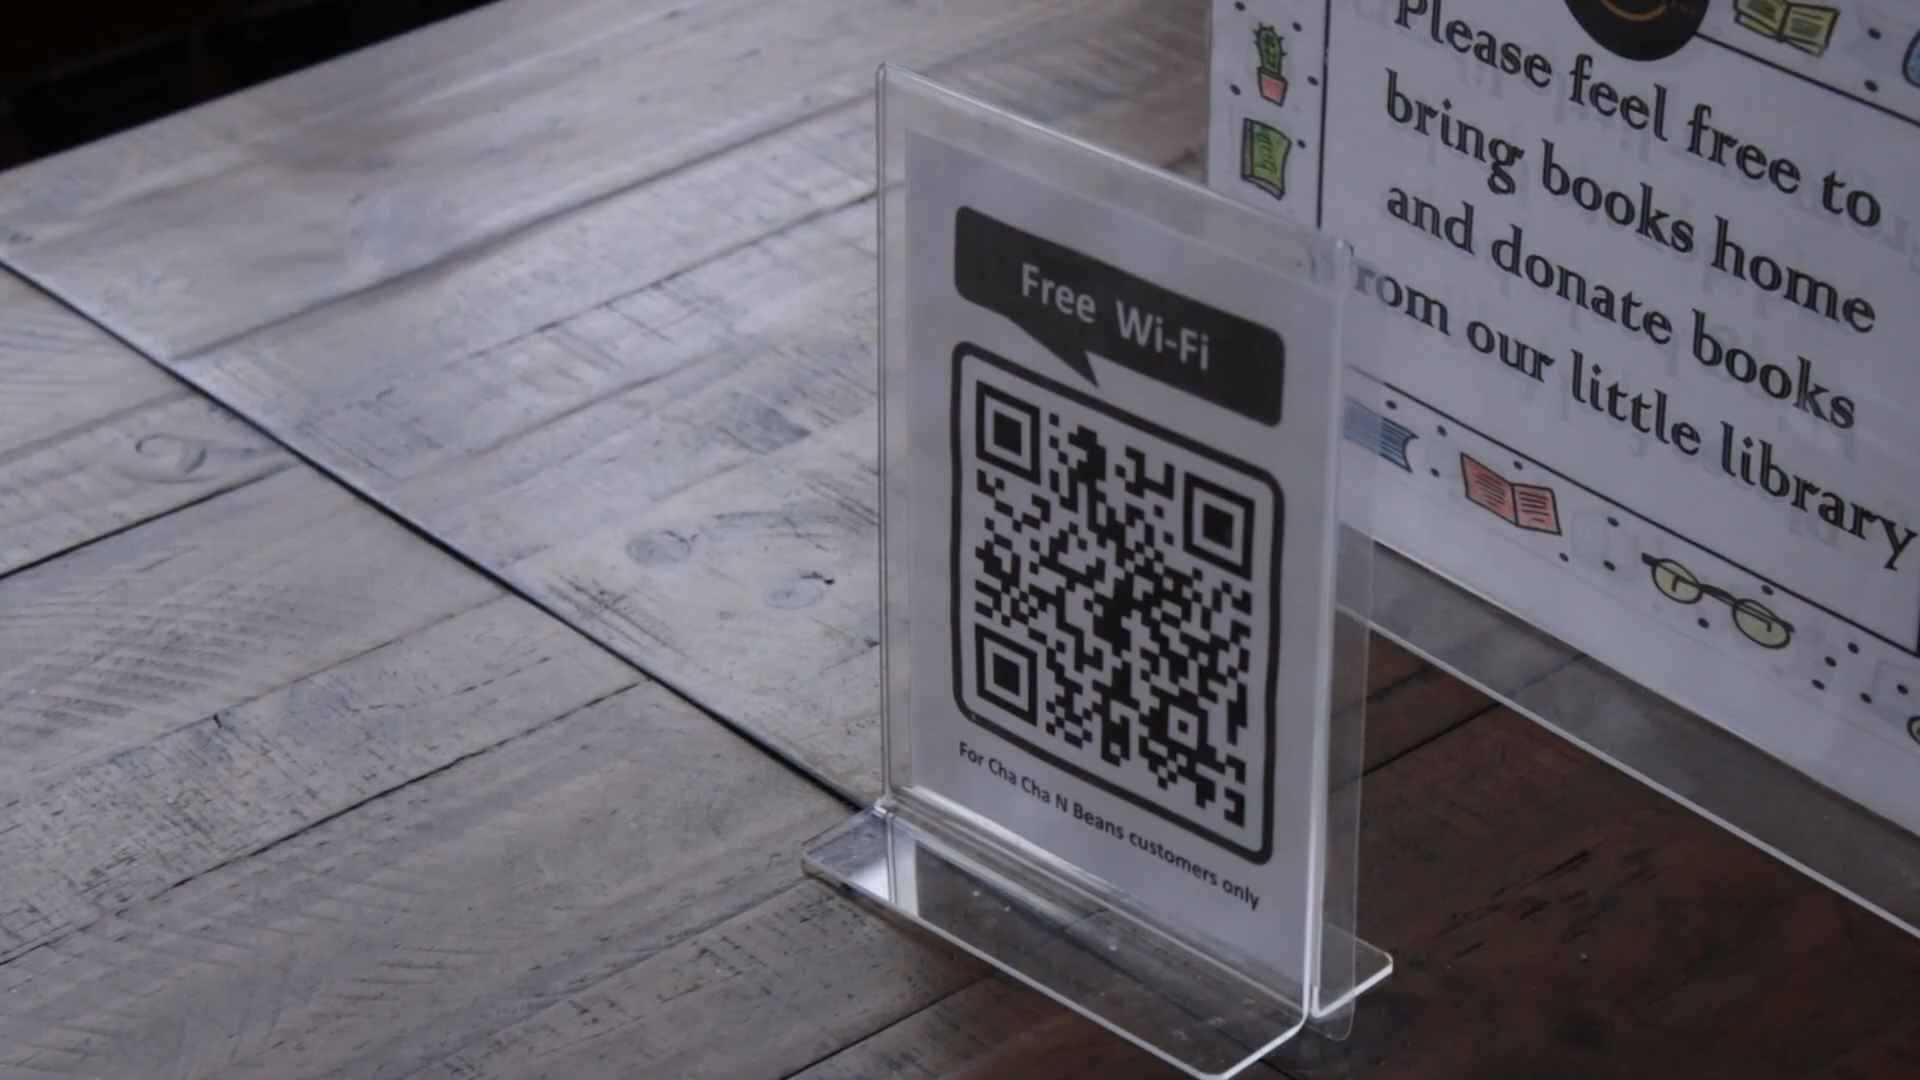 Free Wi-Fi
For Cha Cha N Beans customers only
Please feel free to
bring books home
and donate books
from our little library